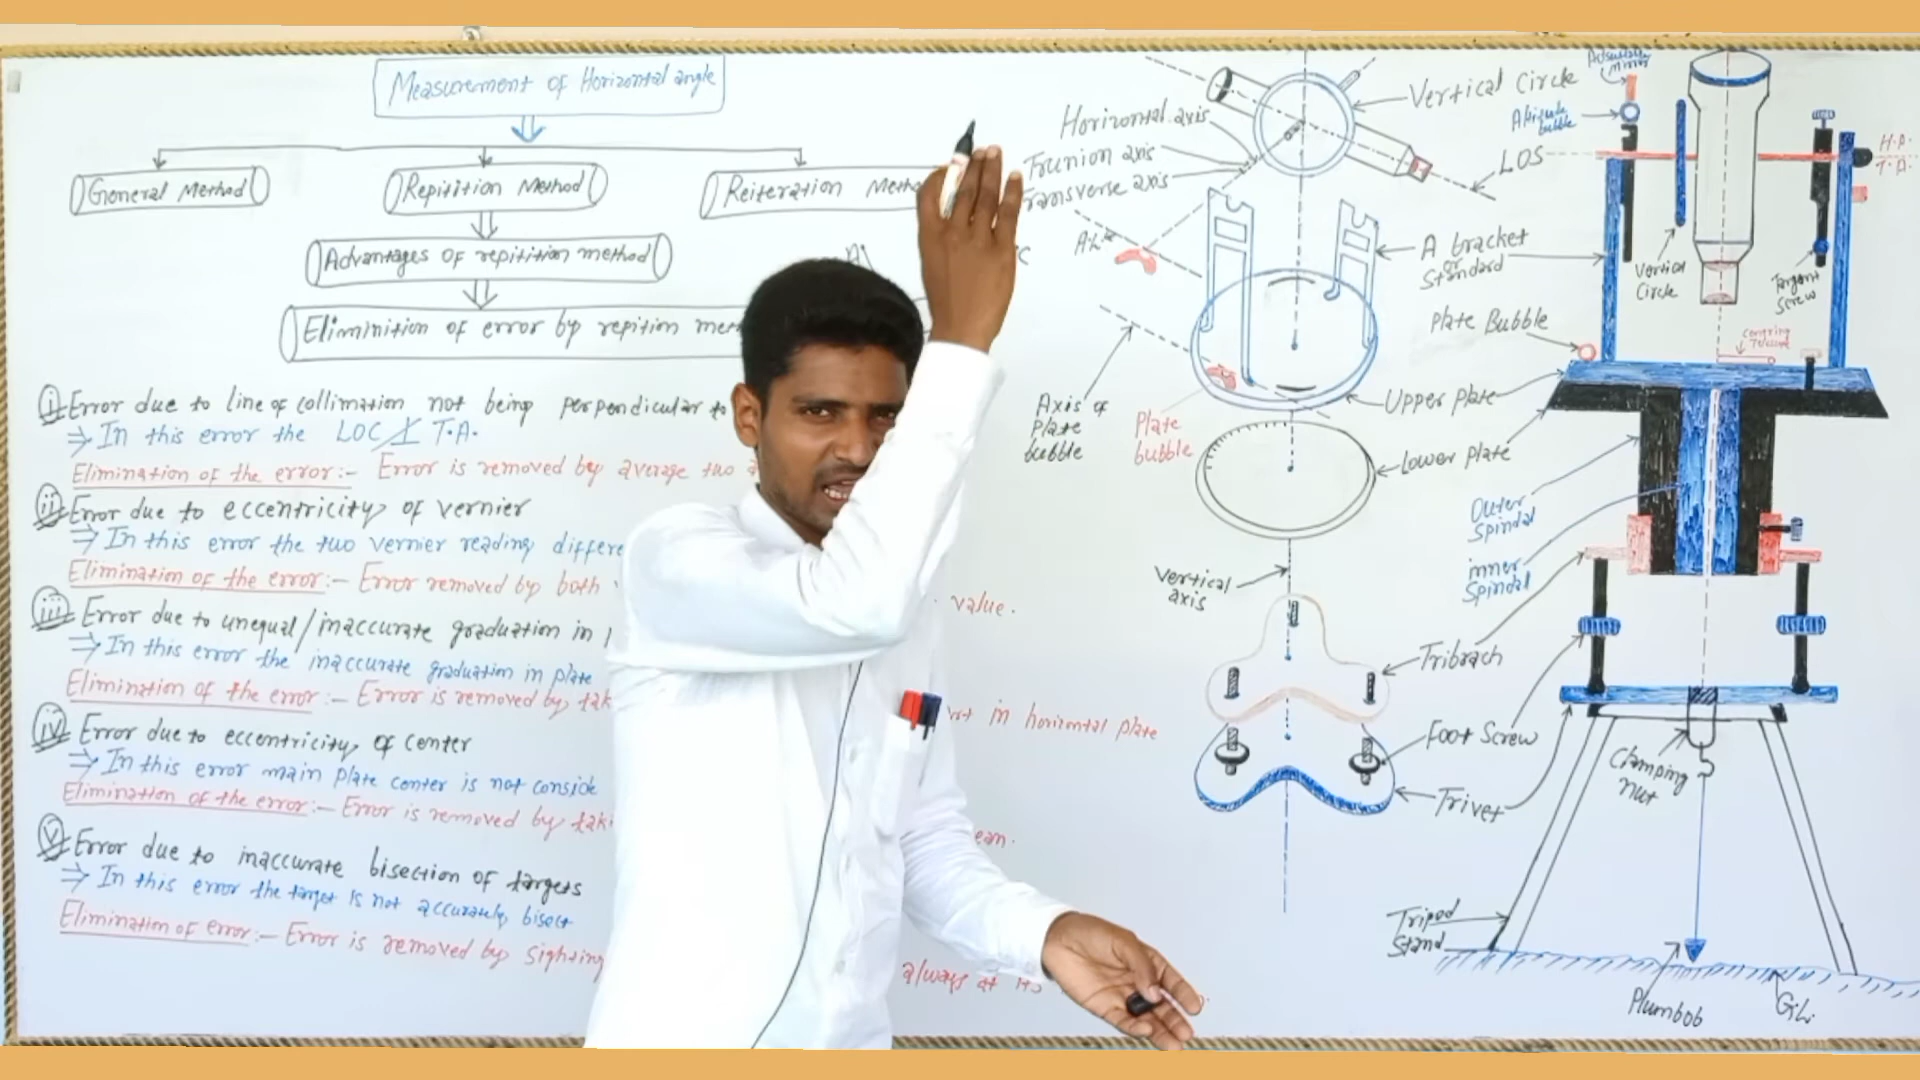 Measurement of Horizontal angle
General Method
Repitition Method
Reiteration
Advantages of repitition method
Eliminition of error by repition
i) Error due to line of collimation not being perpendicular to
⇒ In this error the LOC ⊥̸ T.A.
Elimination of the error:- Error is removed by average two
ii) Error due to eccentricity of vernier
⇒ In this error the two vernier reading
Elimination of the error:- Error removed by both
value.
iii) Error due to unequal/inaccurate graduation in
⇒ In this error the inaccurate graduation in plate
Elimination of the error:- Error is removed by
in horizontal plate
iv) Error due to eccentricity of center
⇒ In this error main plate center is not
Elimination of the error:- Error is removed by
v) Error due to inaccurate bisection of targets
⇒ In this error the target is not accurately bisect
Elimination of error:- Error is removed by sighting
always at its
Vertical Circle
Horizontal axis
Trunion axis
Transverse axis
LOS
A bracket
or
Standard
Plate Bubble
Axis of
Plate
bubble
Plate
bubble
Upper plate
Lower plate
Vertical
axis
Tribrach
Foot Screw
Trivet
H.A.
T.A.
Vertical
Circle
Tangent
Screw
Outer
Spindal
inner
Spindal
Clamping
nut
Tripod
Stand
Plumbob
G.L.